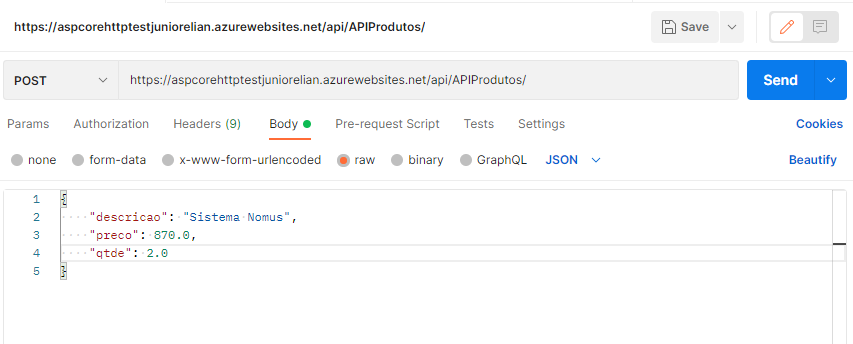 https://aspcorehttptestjuniorelian.azurewebsites.net/api/APIProdutos/ Save
POST https://aspcorehttptestjuniorelian.azurewebsites.net/api/APIProdutos/ Send
Params Authorization Headers (9) Body Pre-request Script Tests Settings Cookies
none form-data x-www-form-urlencoded raw binary GraphQL JSON Beautify
1 {
2 "descricao": "Sistema Nomus",
3 "preco": 870.0,
4 "qtde": 2.0
5 }